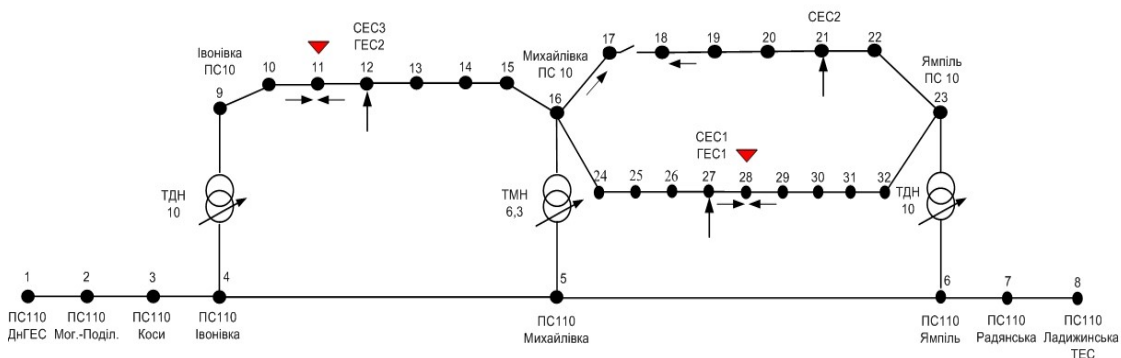 СЕС3
ГЕС2
Івонівка
ПС10
9
10
11
12
13
14
15
Михайлівка
ПС 10
16
17
18
19
20
СЕС2
21
22
Ямпіль
ПС 10
23
СЕС1
ГЕС1
24
25
26
27
28
29
30
31
32
ТДН
10
ТМН
6,3
ТДН
10
1
2
3
4
5
6
7
8
ПС110
ДнГЕС
ПС110
Мог.-Поділ.
ПС110
Коси
ПС110
Івонівка
ПС110
Михайлівка
ПС110
Ямпіль
ПС110
Радянська
ПС110
Ладижинська
ТЕС